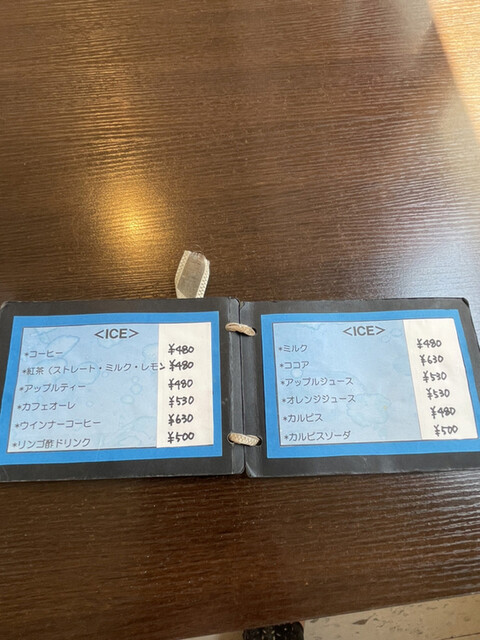 <ICE>
*コーヒー ¥480
*紅茶(ストレート・ミルク・レモン ¥480
*アップルティー ¥480
*カフェオーレ ¥530
*ウインナーコーヒー ¥630
*リンゴ酢ドリンク ¥500
<ICE>
*ミルク ¥480
*ココア ¥630
*アップルジュース ¥530
*オレンジジュース ¥530
*カルピス ¥480
*カルピスソーダ ¥500